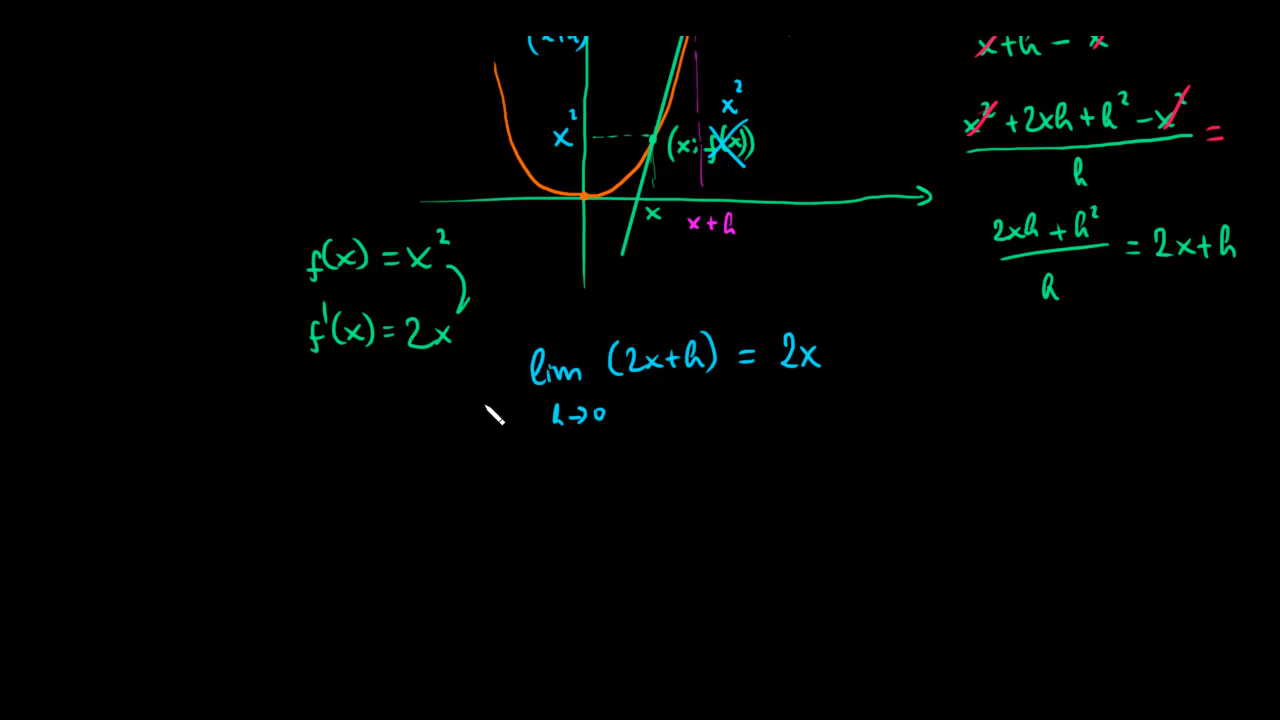 x+h - x
x²
x² + 2xh + h² - x² =
h
x²
(x; f(x))
x
x+h
2xh + h² = 2x+h
h
f(x) = x²
f'(x) = 2x
lim (2x+h) = 2x
h→0